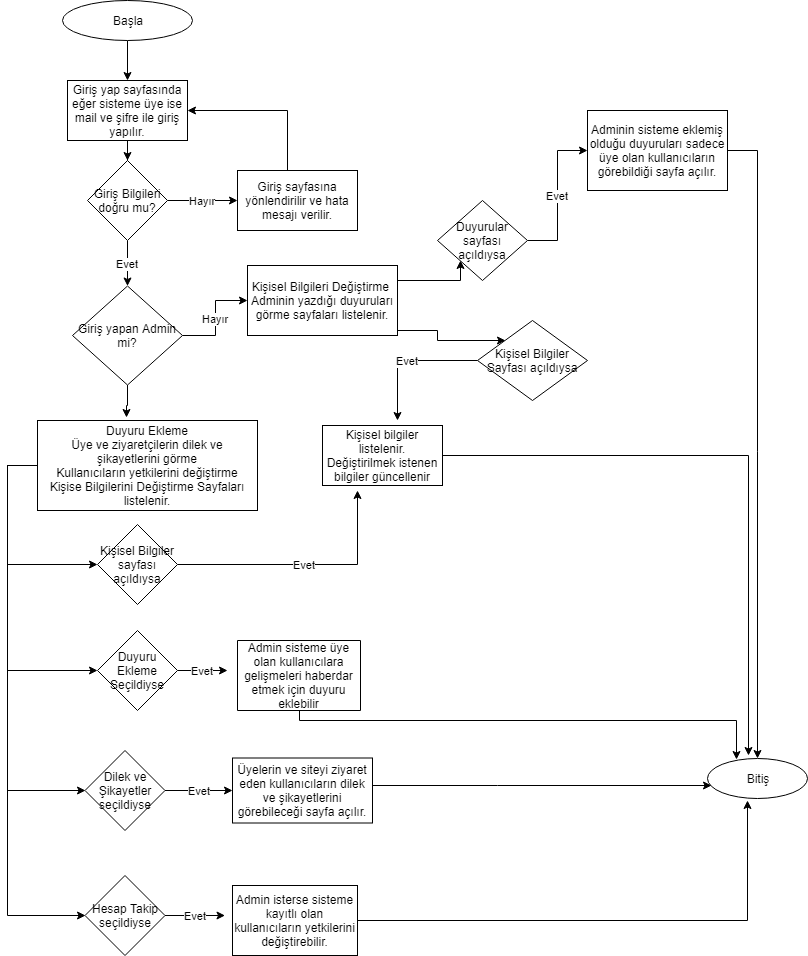 Başla
Giriş yap sayfasında
eğer sisteme üye ise
mail ve şifre ile giriş
yapılır.
Giriş Bilgileri
doğru mu?
Hayır
Giriş sayfasına
yönlendirilir ve hata
mesajı verilir.
Evet
Giriş yapan Admin
mi?
Hayır
Kişisel Bilgileri Değiştirme
Adminin yazdığı duyuruları
görme sayfaları listelenir.
Duyurular
sayfası
açıldıysa
Evet
Adminin sisteme eklemiş
olduğu duyuruları sadece
üye olan kullanıcıların
görebildiği sayfa açılır.
Kişisel Bilgiler
Sayfası açıldıysa
Evet
Kişisel bilgiler
listelenir.
Değiştirilmek istenen
bilgiler güncellenir
Duyuru Ekleme
Üye ve ziyaretçilerin dilek ve
şikayetlerini görme
Kullanıcıların yetkilerini değiştirme
Kişise Bilgilerini Değiştirme Sayfaları
listelenir.
Kişisel Bilgiler
sayfası
açıldıysa
Evet
Duyuru
Ekleme
Seçildiyse
Evet
Admin sisteme üye
olan kullanıcılara
gelişmeleri haberdar
etmek için duyuru
eklebilir
Dilek ve
Şikayetler
seçildiyse
Evet
Üyelerin ve siteyi ziyaret
eden kullanıcıların dilek
ve şikayetlerini
görebileceği sayfa açılır.
Bitiş
Hesap Takip
seçildiyse
Evet
Admin isterse sisteme
kayıtlı olan
kullanıcıların yetkilerini
değiştirebilir.